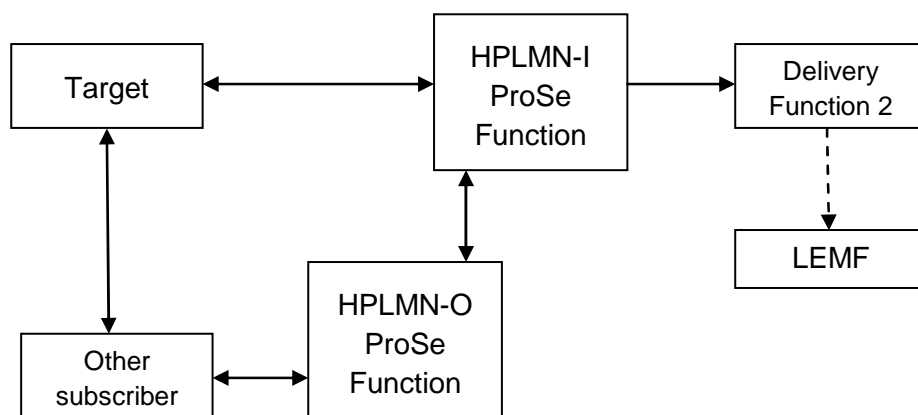 Target
HPLMN-I
ProSe
Function
Delivery
Function 2
LEMF
HPLMN-O
ProSe
Function
Other
subscriber